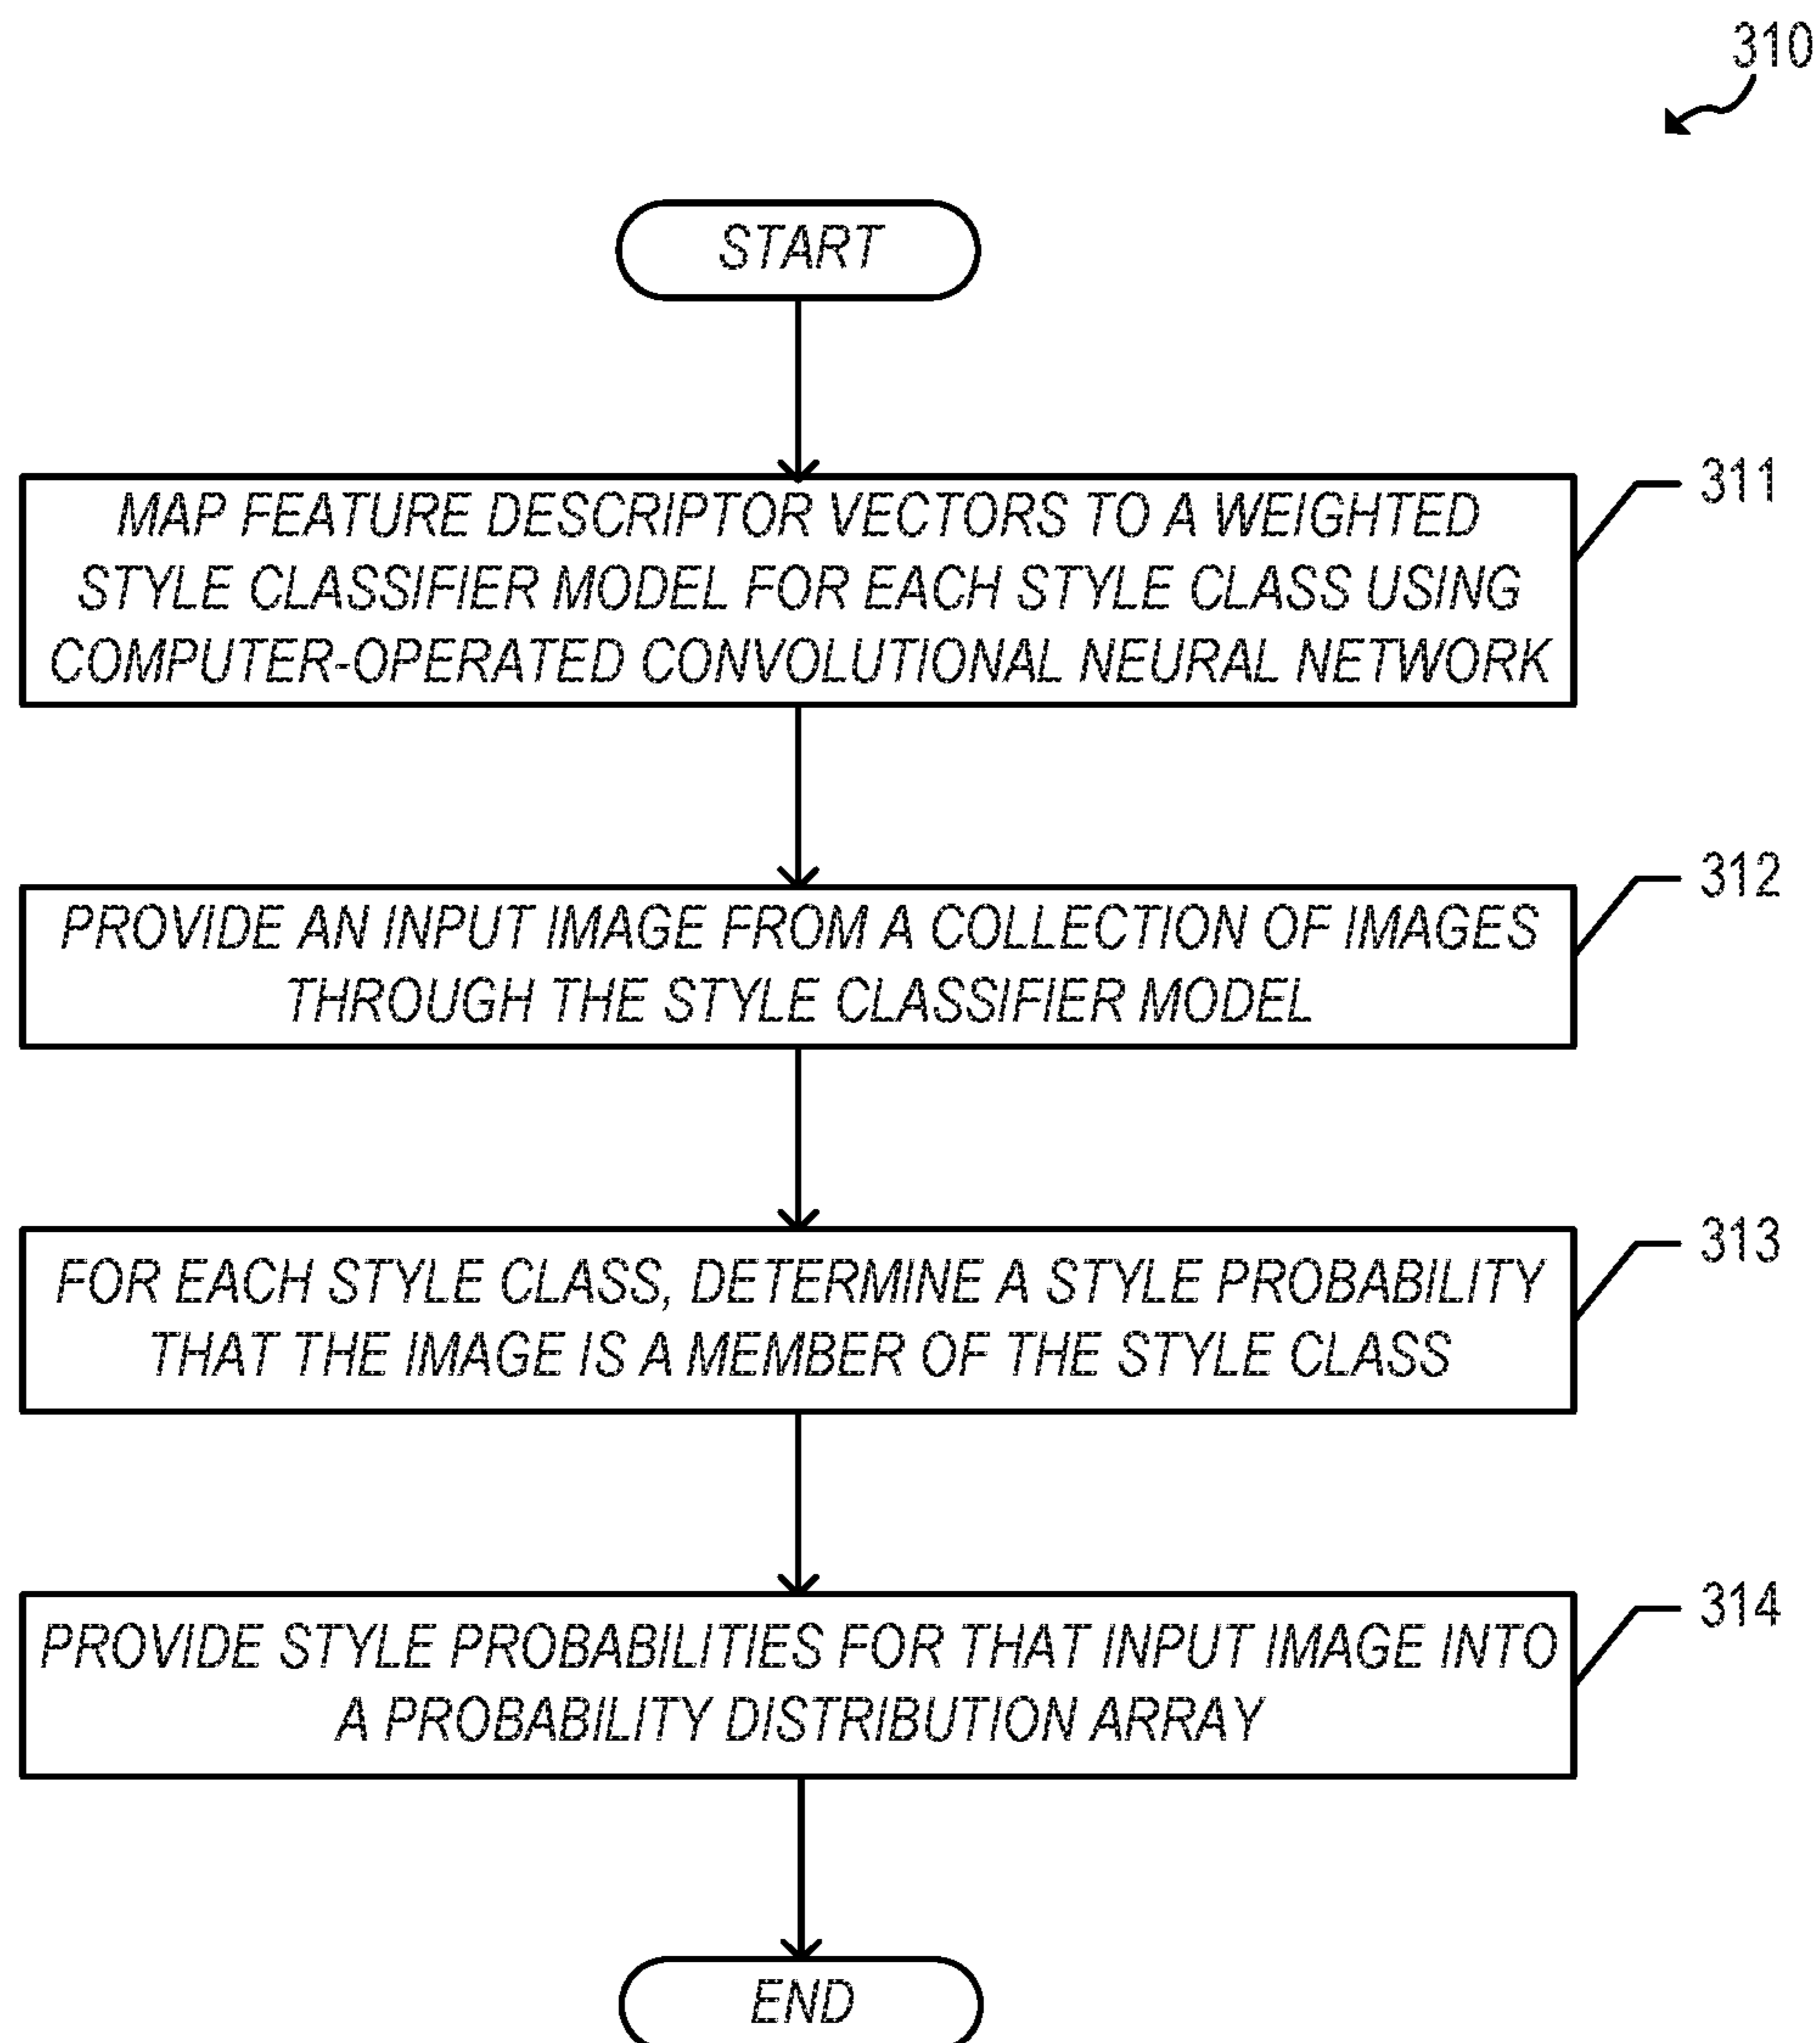 310
START
MAP FEATURE DESCRIPTOR VECTORS TO A WEIGHTED
STYLE CLASSIFIER MODEL FOR EACH STYLE CLASS USING
COMPUTER-OPERATED CONVOLUTIONAL NEURAL NETWORK
311
PROVIDE AN INPUT IMAGE FROM A COLLECTION OF IMAGES
THROUGH THE STYLE CLASSIFIER MODEL
312
FOR EACH STYLE CLASS, DETERMINE A STYLE PROBABILITY
THAT THE IMAGE IS A MEMBER OF THE STYLE CLASS
313
PROVIDE STYLE PROBABILITIES FOR THAT INPUT IMAGE INTO
A PROBABILITY DISTRIBUTION ARRAY
314
END